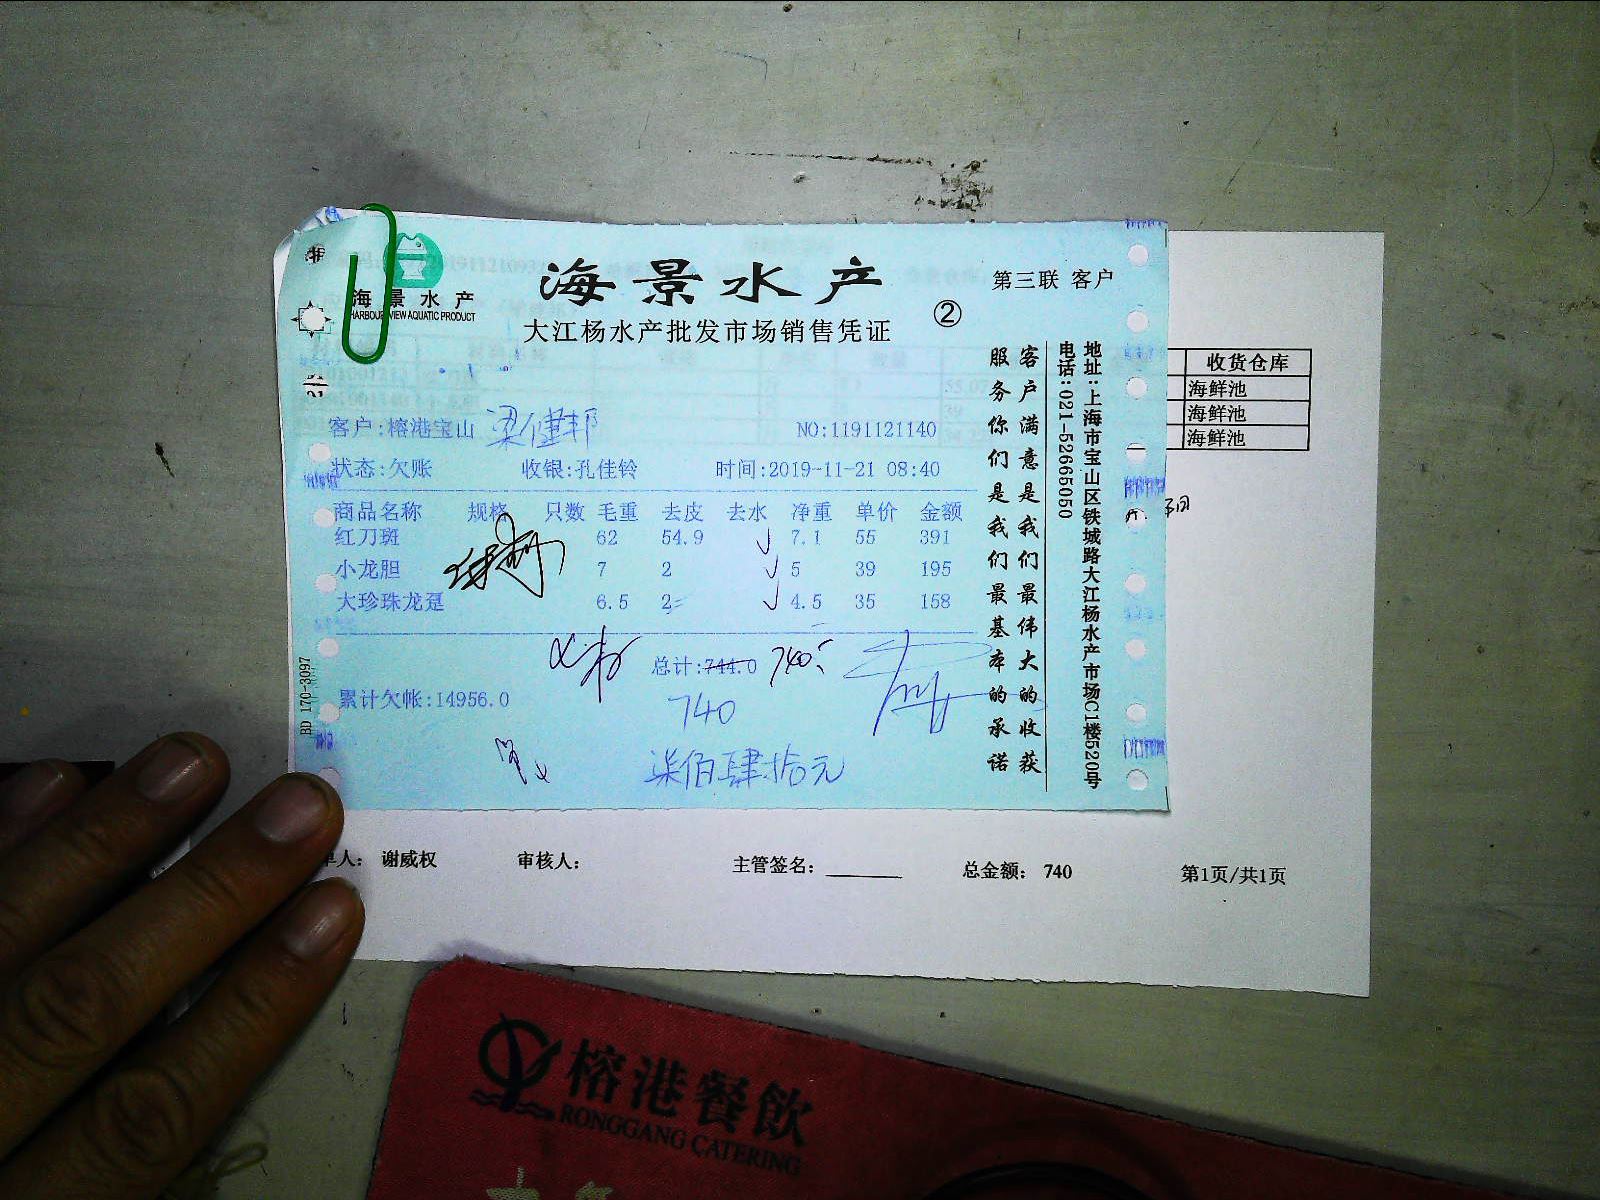 海景水产
HARBOUR VIEW AQUATIC PRODUCT
海景水产
大江杨水产批发市场销售凭证
②
第三联 客户
客户:榕港宝山 梁健邦
NO:1191121140
状态:欠账 收银:孔佳铃 时间:2019-11-21 08:40
商品名称 规格 只数 毛重 去皮 去水 净重 单价 金额
红刀斑 62 54.9 7.1 55 391
小龙胆 7 2 5 39 195
大珍珠龙趸 6.5 2 4.5 35 158
总计:744.0 740
累计欠帐:14956.0
740
柒佰肆拾元
客户满意是我们最伟大的收获
服务你们是我们最基本的承诺
地址:上海市宝山区铁城路大江杨水产市场C1楼520号
电话:021-52665050
BD 170-3097
收货仓库
海鲜池
海鲜池
海鲜池
单人: 谢威权 审核人: 主管签名: 总金额: 740 第1页/共1页
榕港餐飲
RONGGANG CATERING